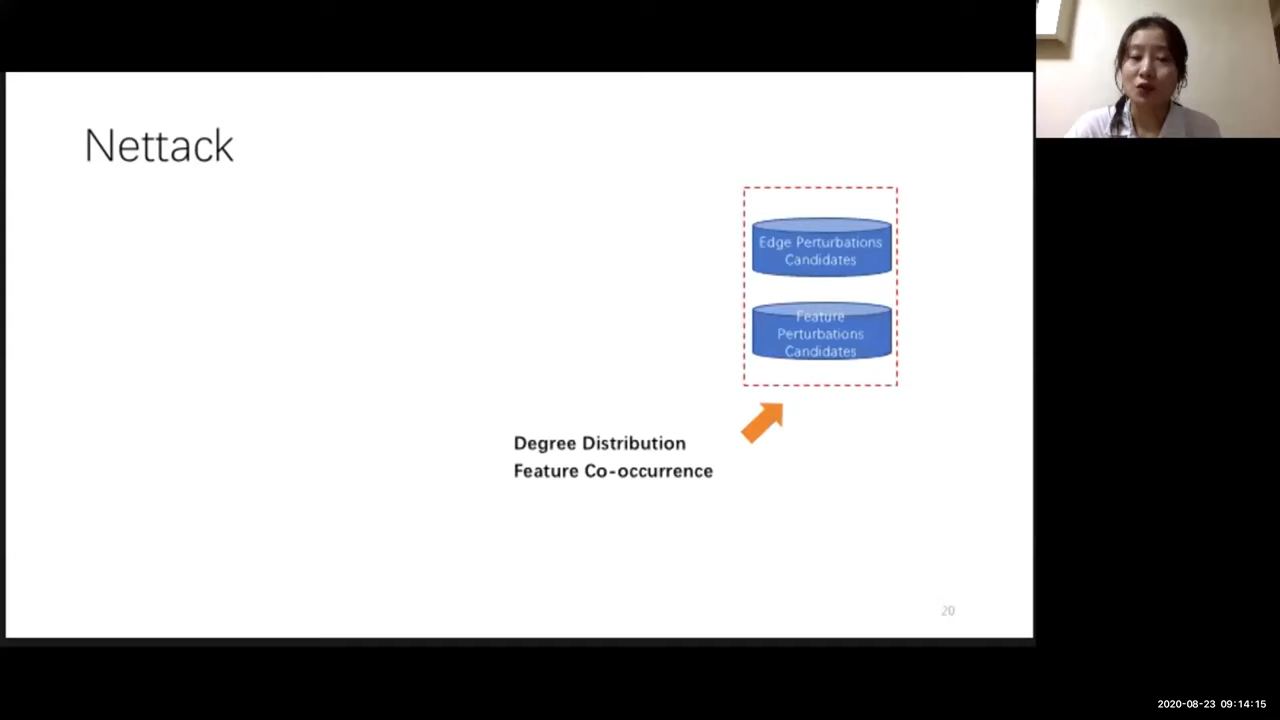 Nettack
Edge Perturbations
Candidates
Feature
Perturbations
Candidates
Degree Distribution
Feature Co-occurrence
20
2020-08-23 09:14:15